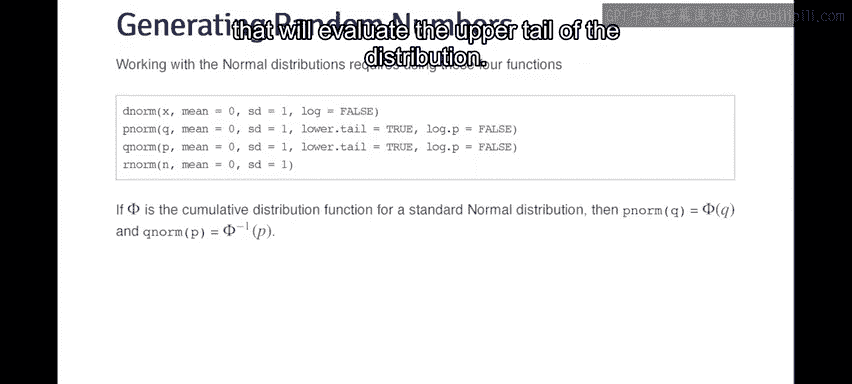 Generating Random Numbers
that will evaluate the upper tail of the
distribution.
Working with the Normal distributions requires using these four functions
dnorm(x, mean = 0, sd = 1, log = FALSE)
pnorm(q, mean = 0, sd = 1, lower.tail = TRUE, log.p = FALSE)
qnorm(p, mean = 0, sd = 1, lower.tail = TRUE, log.p = FALSE)
rnorm(n, mean = 0, sd = 1)
If Φ is the cumulative distribution function for a standard Normal distribution, then pnorm(q) = Φ(q)
and qnorm(p) = Φ⁻¹(p).